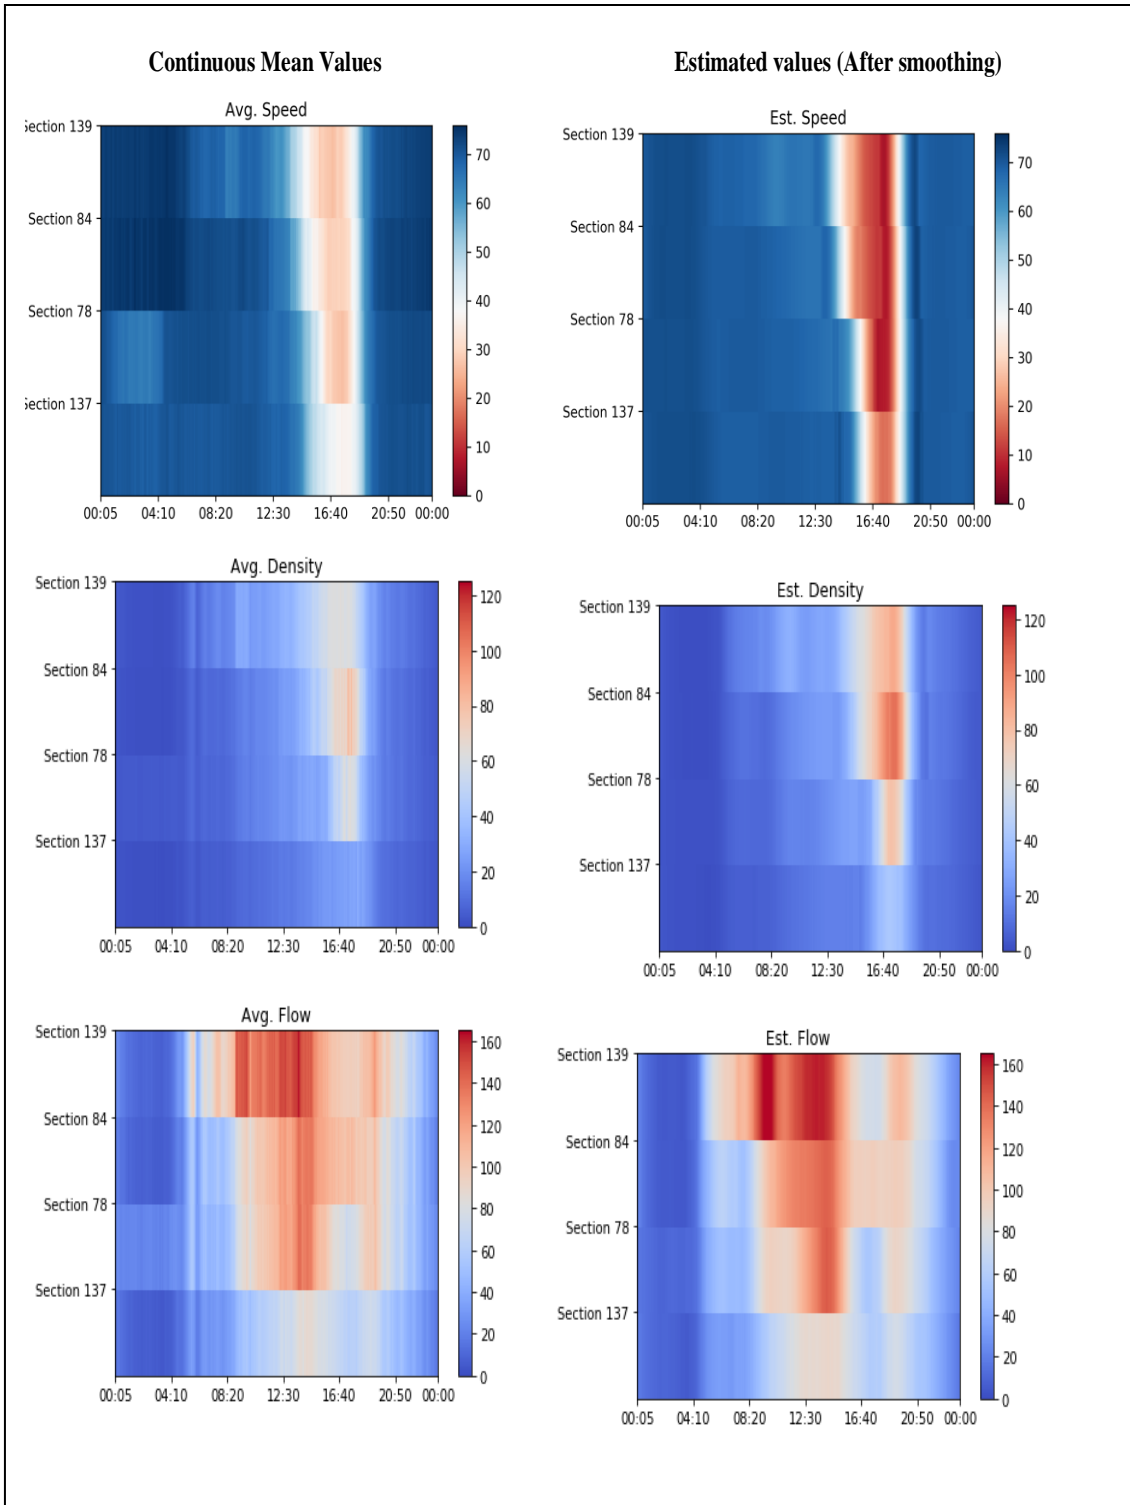 Continuous Mean Values
Estimated values (After smoothing)
Avg. Speed
Section 139
Section 84
Section 78
Section 137
00:05 04:10 08:20 12:30 16:40 20:50 00:00
70
60
50
40
30
20
10
0
Est. Speed
Section 139
Section 84
Section 78
Section 137
00:05 04:10 08:20 12:30 16:40 20:50 00:00
70
60
50
40
30
20
10
0
Avg. Density
Section 139
Section 84
Section 78
Section 137
00:05 04:10 08:20 12:30 16:40 20:50 00:00
120
100
80
60
40
20
0
Est. Density
Section 139
Section 84
Section 78
Section 137
00:05 04:10 08:20 12:30 16:40 20:50 00:00
120
100
80
60
40
20
0
Avg. Flow
Section 139
Section 84
Section 78
Section 137
00:05 04:10 08:20 12:30 16:40 20:50 00:00
160
140
120
100
80
60
40
20
0
Est. Flow
Section 139
Section 84
Section 78
Section 137
00:05 04:10 08:20 12:30 16:40 20:50 00:00
160
140
120
100
80
60
40
20
0